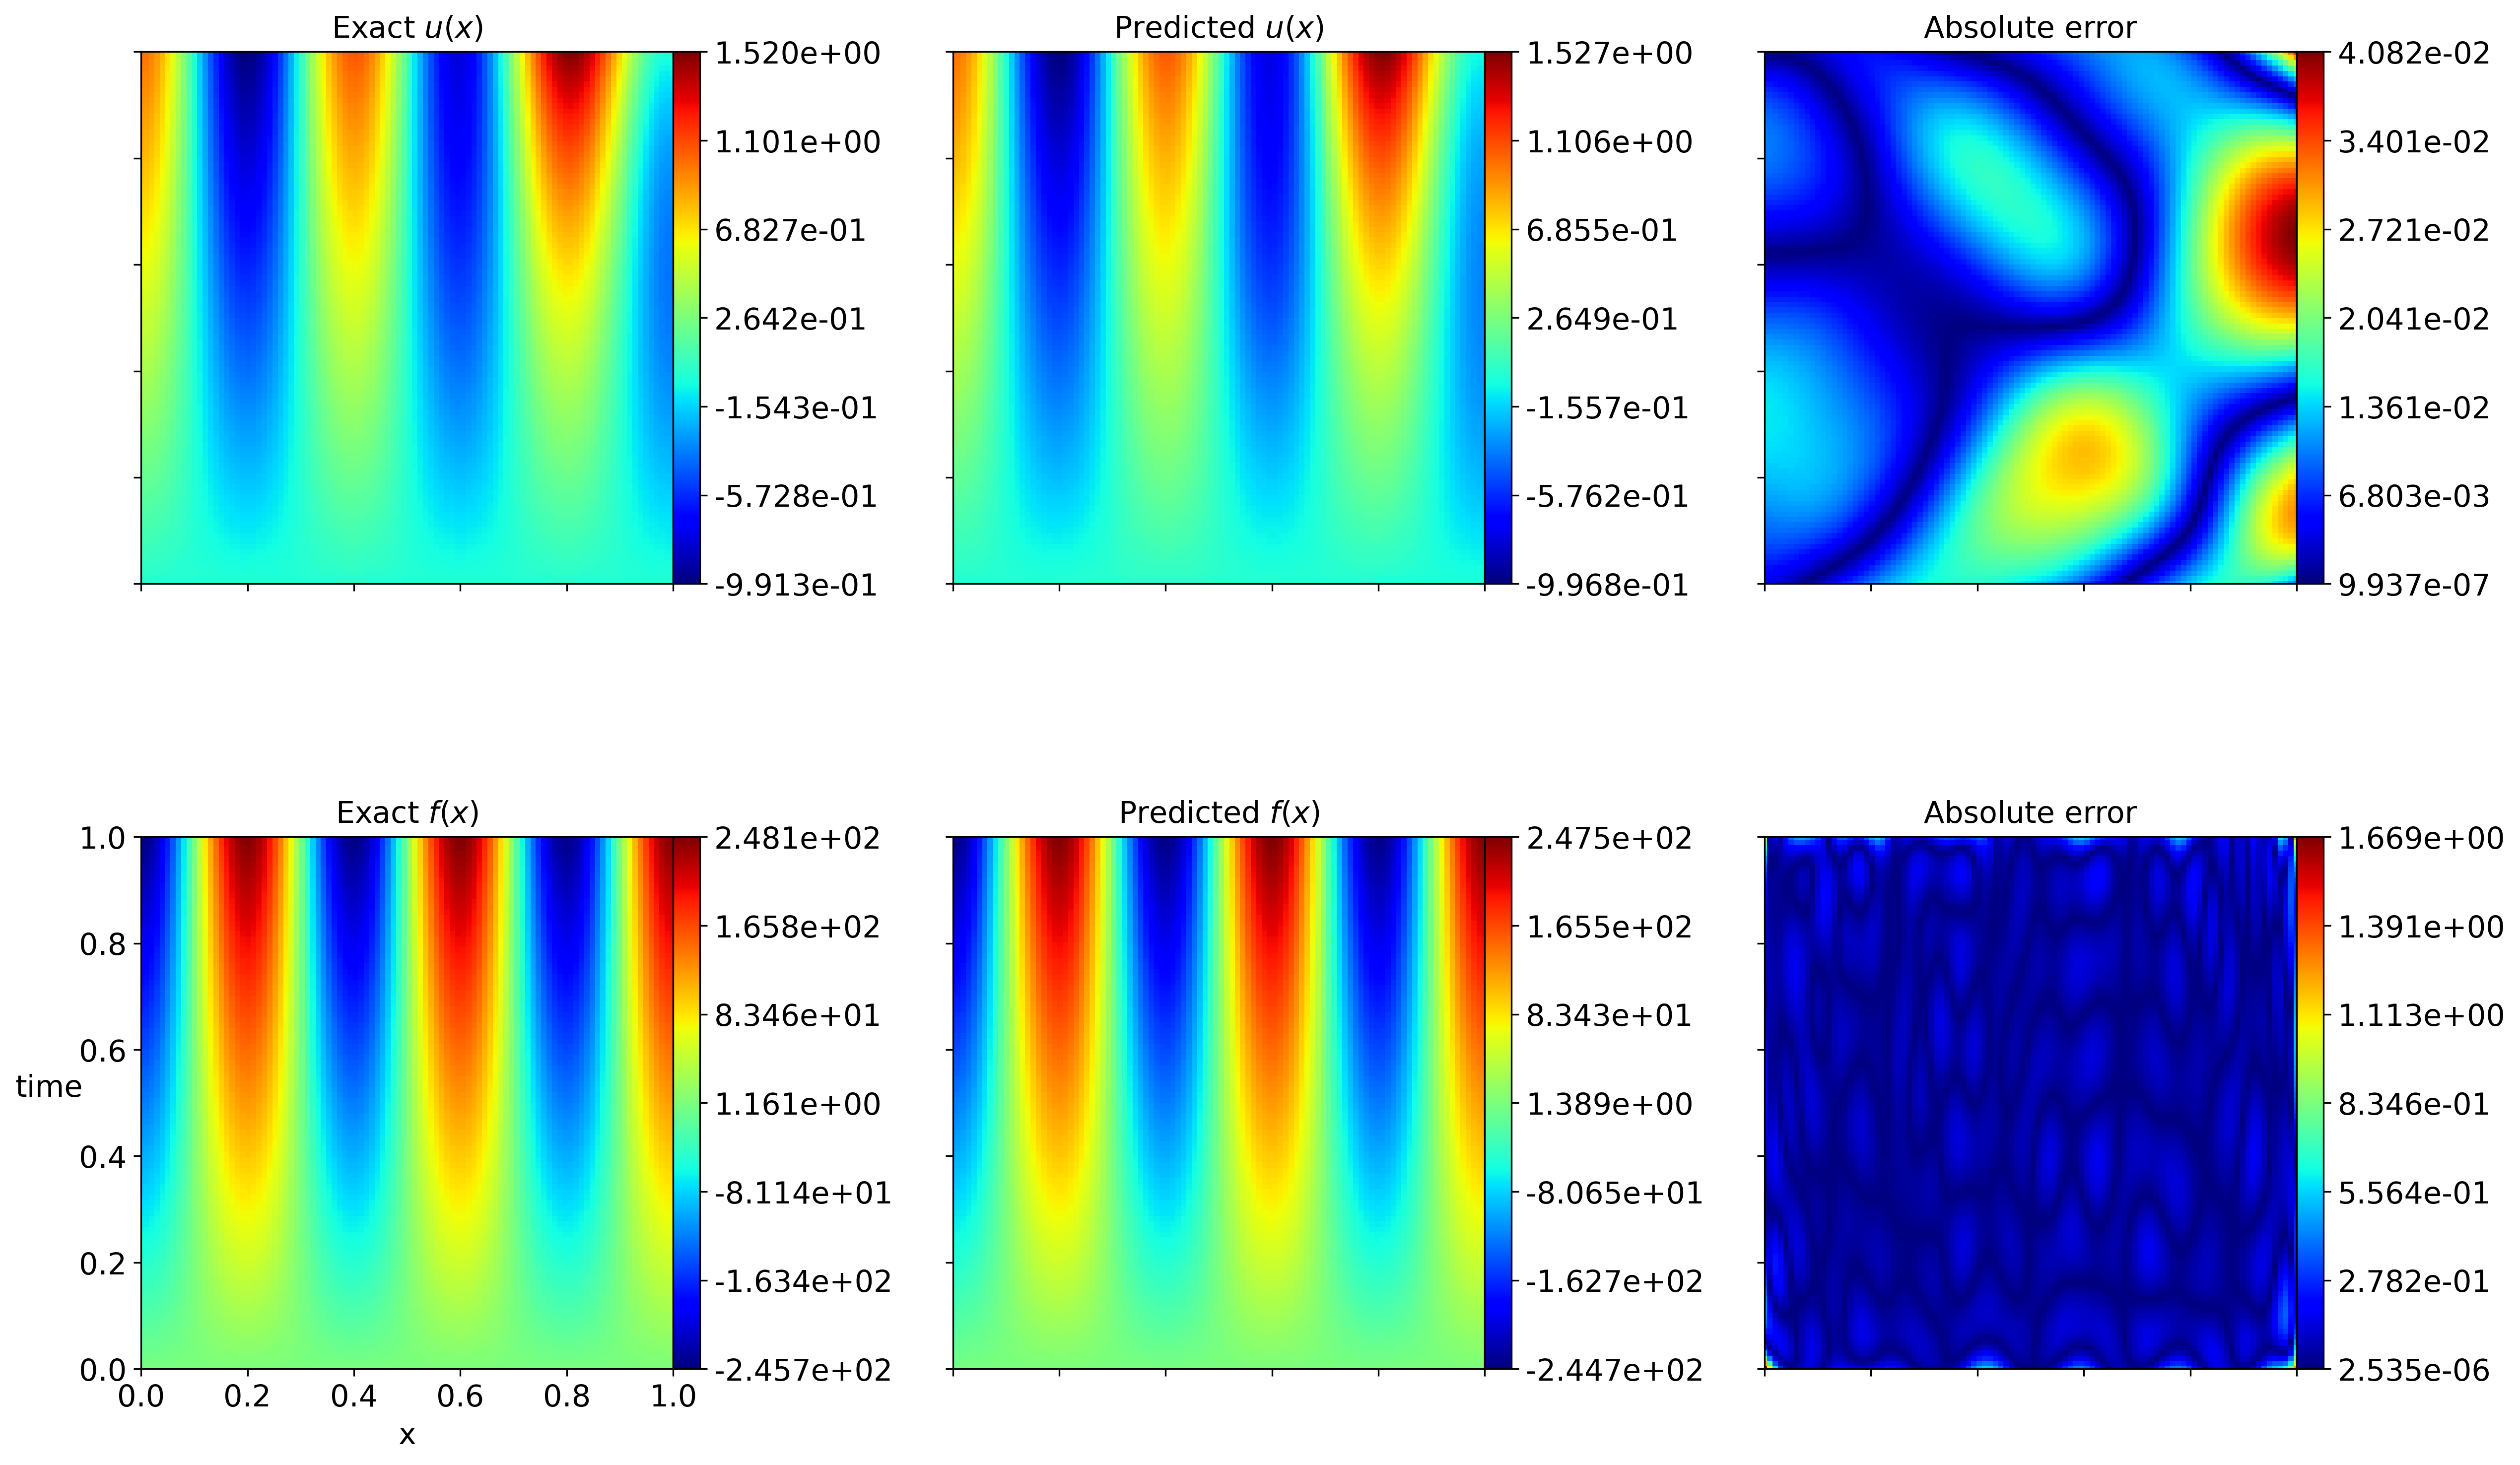 Exact u(x)
1.520e+00
1.101e+00
6.827e-01
2.642e-01
-1.543e-01
-5.728e-01
-9.913e-01
Predicted u(x)
1.527e+00
1.106e+00
6.855e-01
2.649e-01
-1.557e-01
-5.762e-01
-9.968e-01
Absolute error
4.082e-02
3.401e-02
2.721e-02
2.041e-02
1.361e-02
6.803e-03
9.937e-07
Exact f(x)
time
1.0
0.8
0.6
0.4
0.2
0.0
0.0 0.2 0.4 0.6 0.8 1.0
x
2.481e+02
1.658e+02
8.346e+01
1.161e+00
-8.114e+01
-1.634e+02
-2.457e+02
Predicted f(x)
2.475e+02
1.655e+02
8.343e+01
1.389e+00
-8.065e+01
-1.627e+02
-2.447e+02
Absolute error
1.669e+00
1.391e+00
1.113e+00
8.346e-01
5.564e-01
2.782e-01
2.535e-06